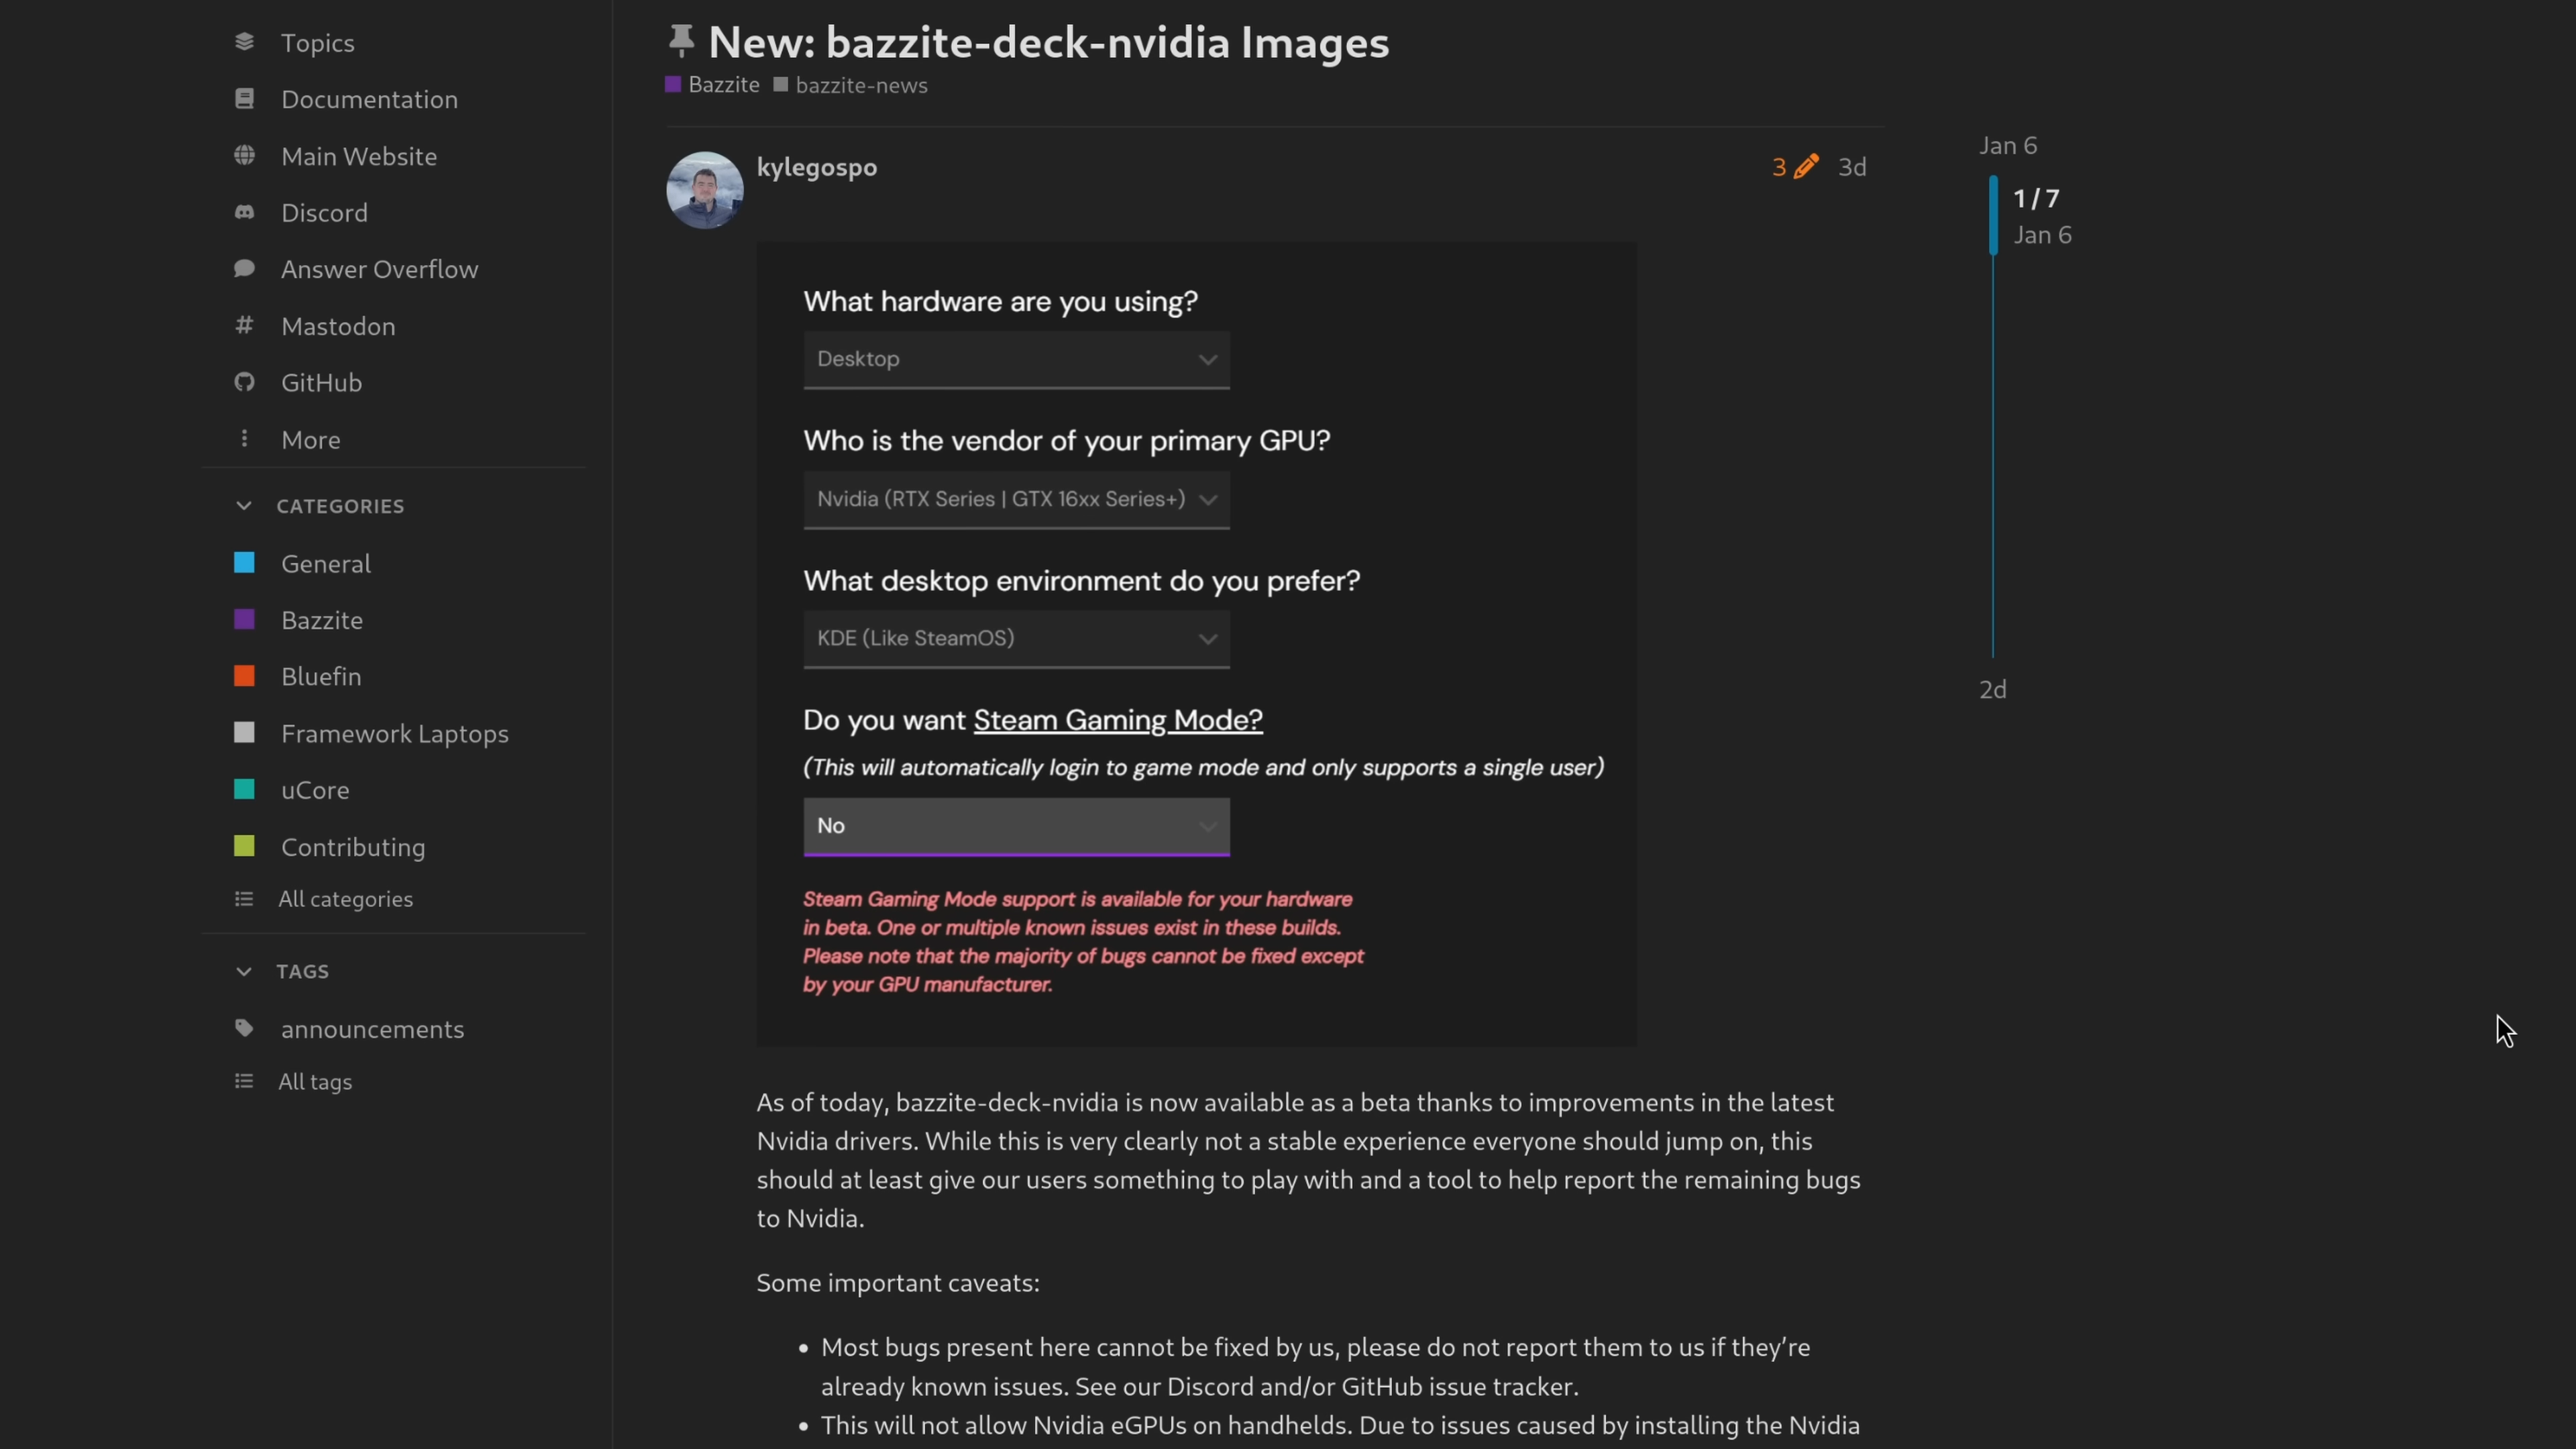 Topics
Documentation
Main Website
Discord
Answer Overflow
Mastodon
GitHub
More
CATEGORIES
General
Bazzite
Bluefin
Framework Laptops
uCore
Contributing
All categories
TAGS
announcements
All tags
New: bazzite-deck-nvidia Images
Bazzite bazzite-news
kylegospo
3 3d
What hardware are you using?
Desktop
Who is the vendor of your primary GPU?
Nvidia (RTX Series | GTX 16xx Series+)
What desktop environment do you prefer?
KDE (Like SteamOS)
Do you want Steam Gaming Mode?
(This will automatically login to game mode and only supports a single user)
No
Steam Gaming Mode support is available for your hardware
in beta. One or multiple known issues exist in these builds.
Please note that the majority of bugs cannot be fixed except
by your GPU manufacturer.
As of today, bazzite-deck-nvidia is now available as a beta thanks to improvements in the latest
Nvidia drivers. While this is very clearly not a stable experience everyone should jump on, this
should at least give our users something to play with and a tool to help report the remaining bugs
to Nvidia.
Some important caveats:
• Most bugs present here cannot be fixed by us, please do not report them to us if they’re
already known issues. See our Discord and/or GitHub issue tracker.
• This will not allow Nvidia eGPUs on handhelds. Due to issues caused by installing the Nvidia
Jan 6
1 / 7
Jan 6
2d